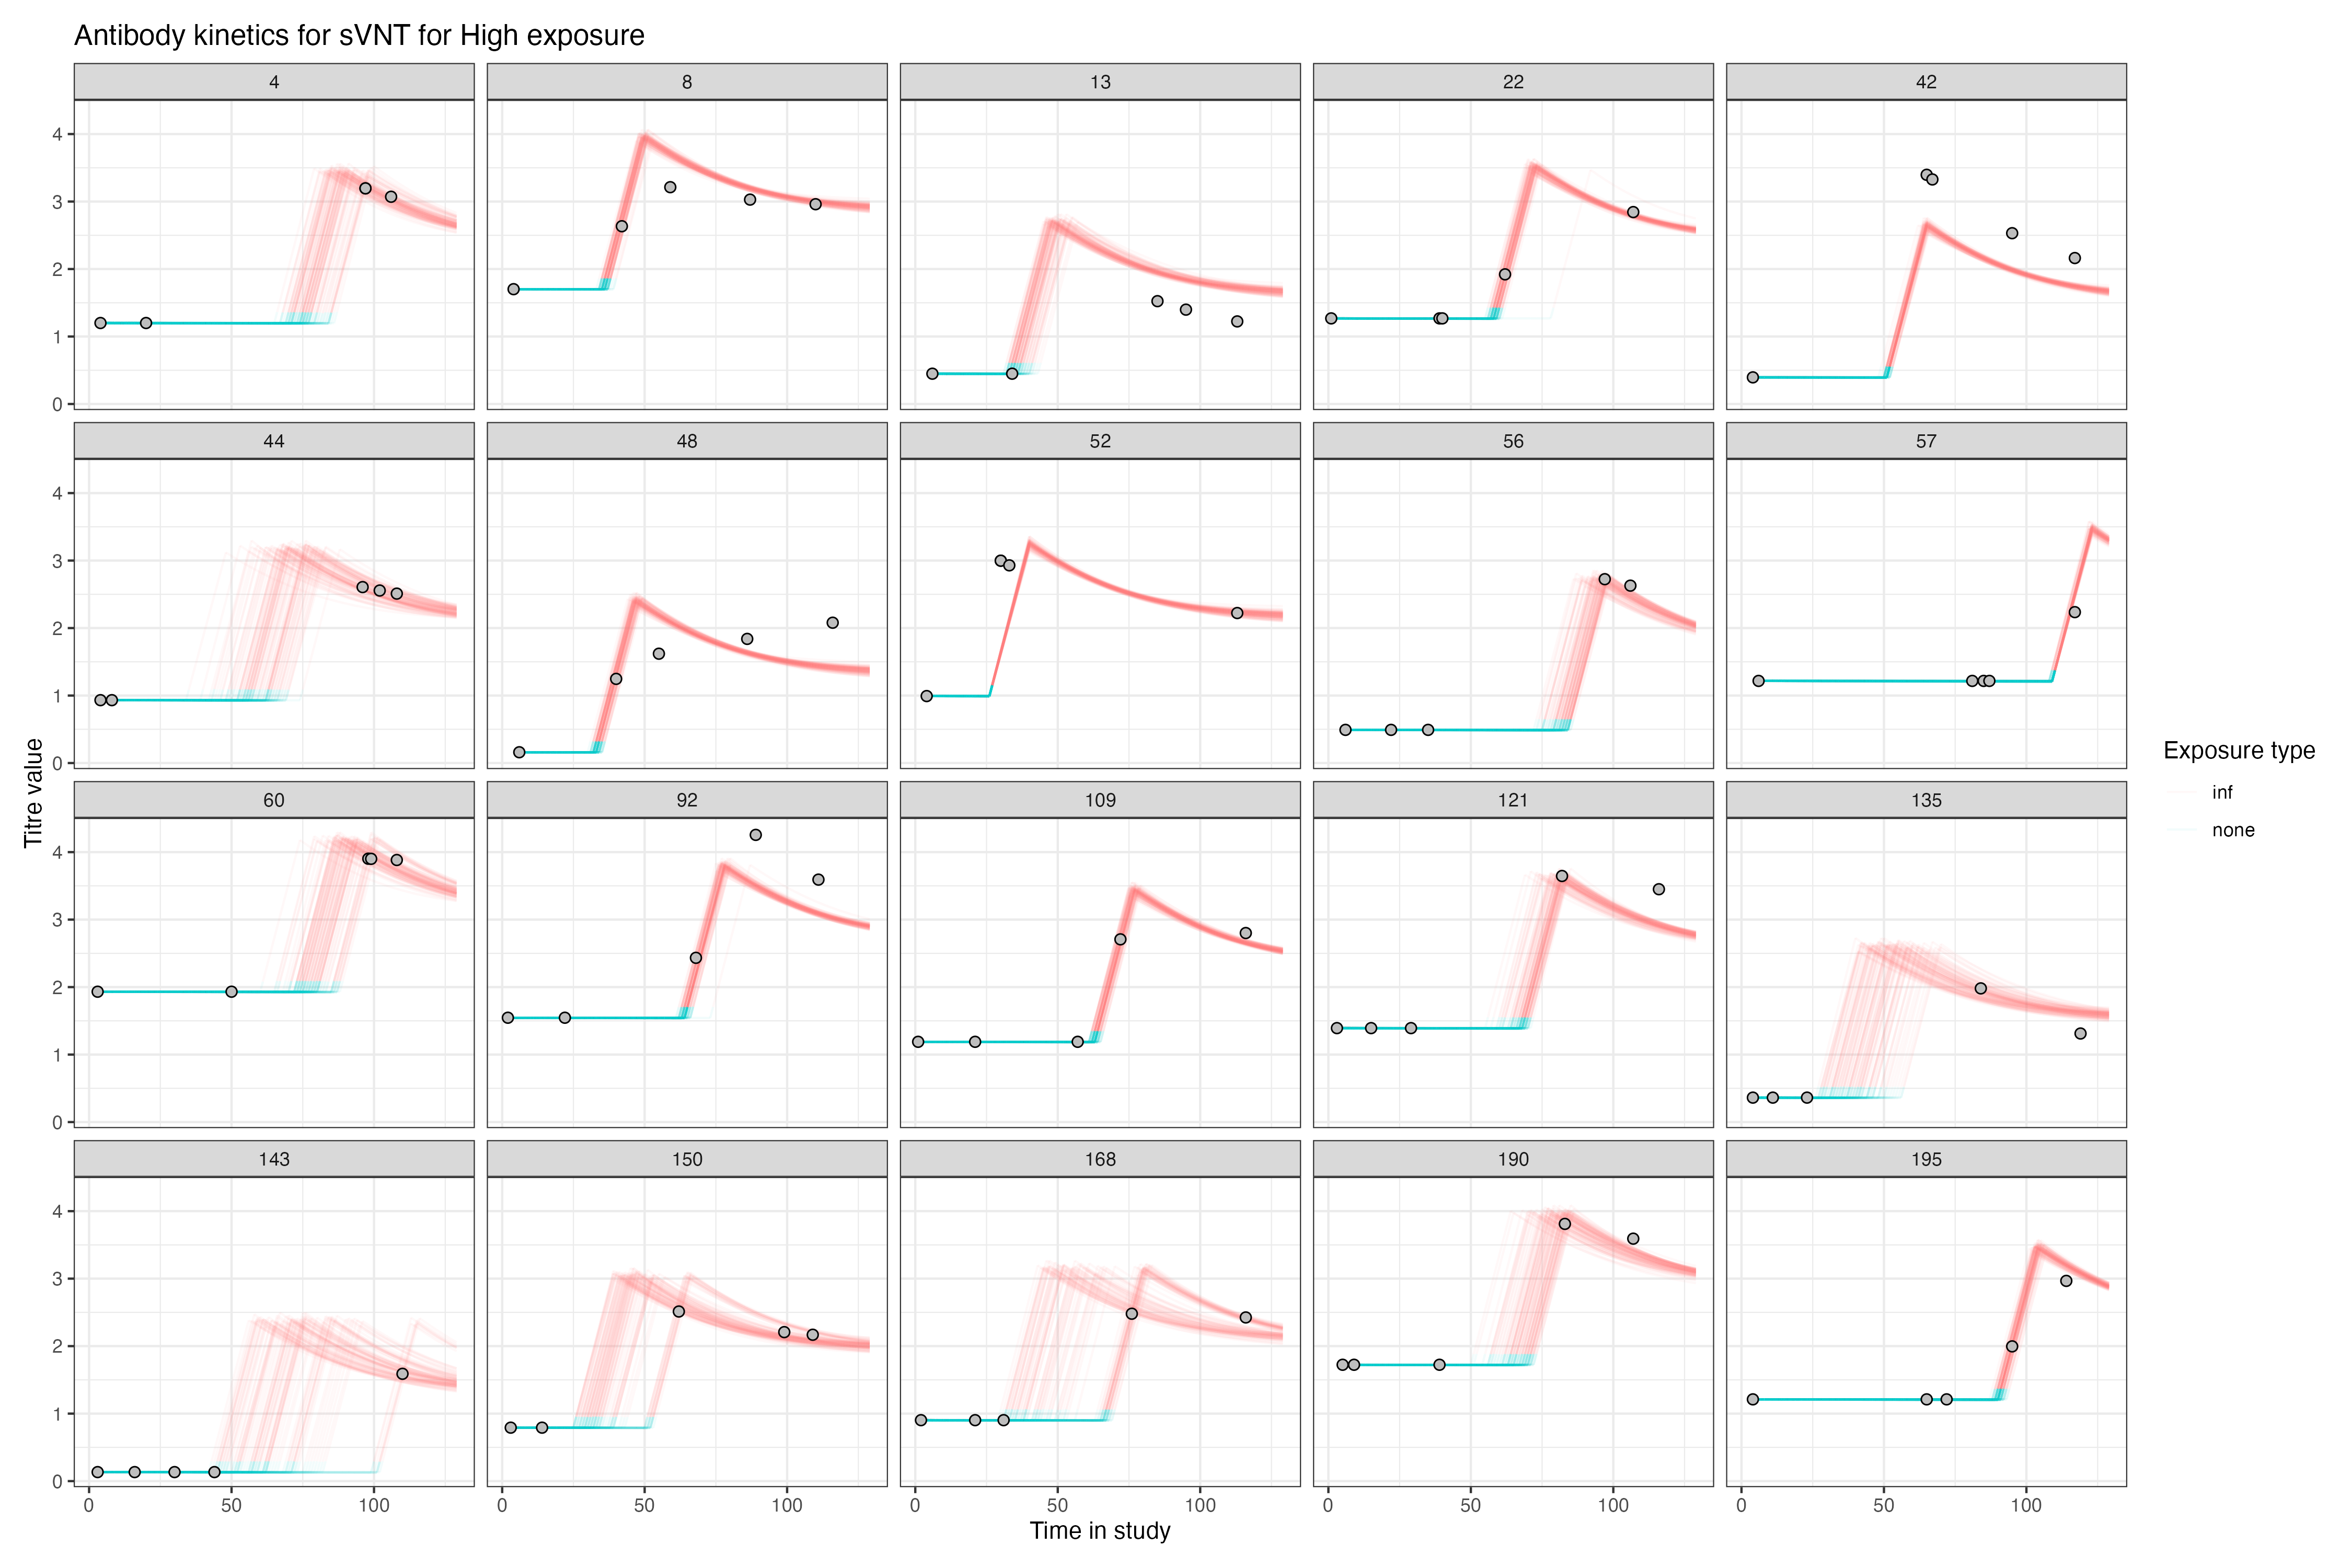 Antibody kinetics for sVNT for High exposure
4 8 13 22 42
4
3
2
1
0
44 48 52 56 57
4
3
2
1
0
60 92 109 121 135
4
3
2
1
0
143 150 168 190 195
4
3
2
1
0
0 50 100 0 50 100 0 50 100 0 50 100 0 50 100
Time in study
Titre value
Exposure type
inf
none